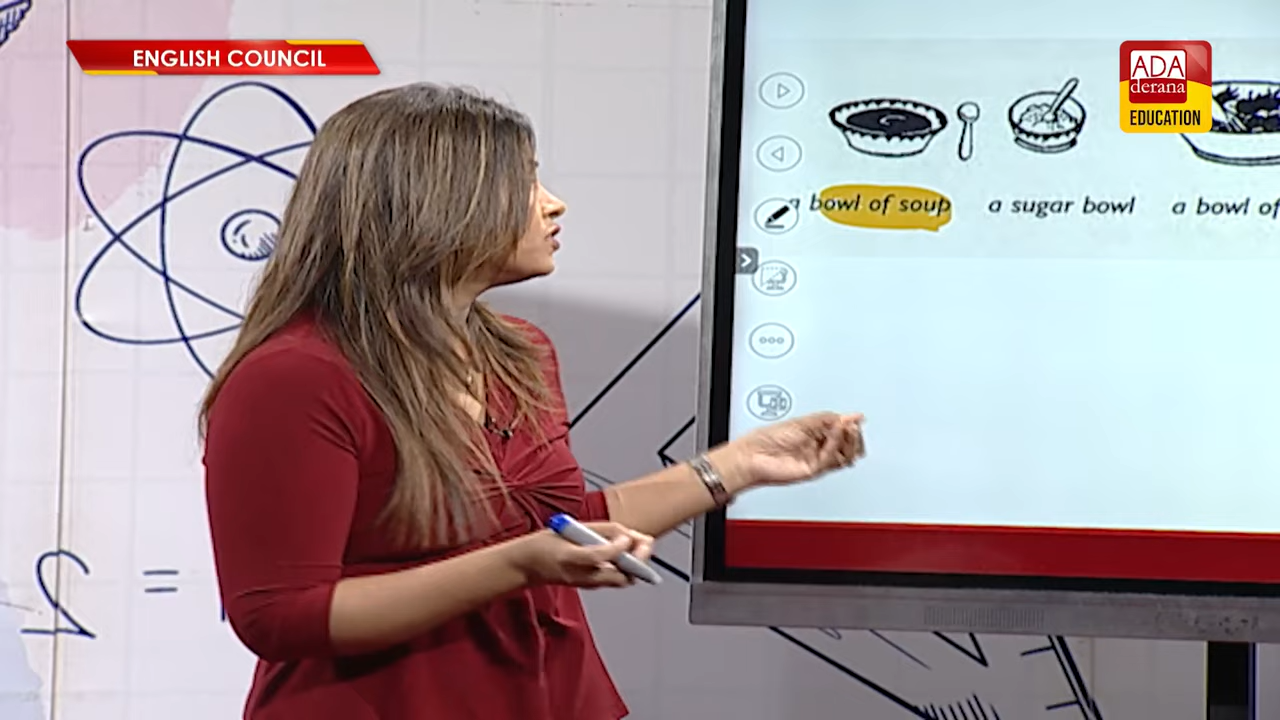 ENGLISH COUNCIL
ADA
derana
EDUCATION
a bowl of soup
a sugar bowl
a bowl of
=